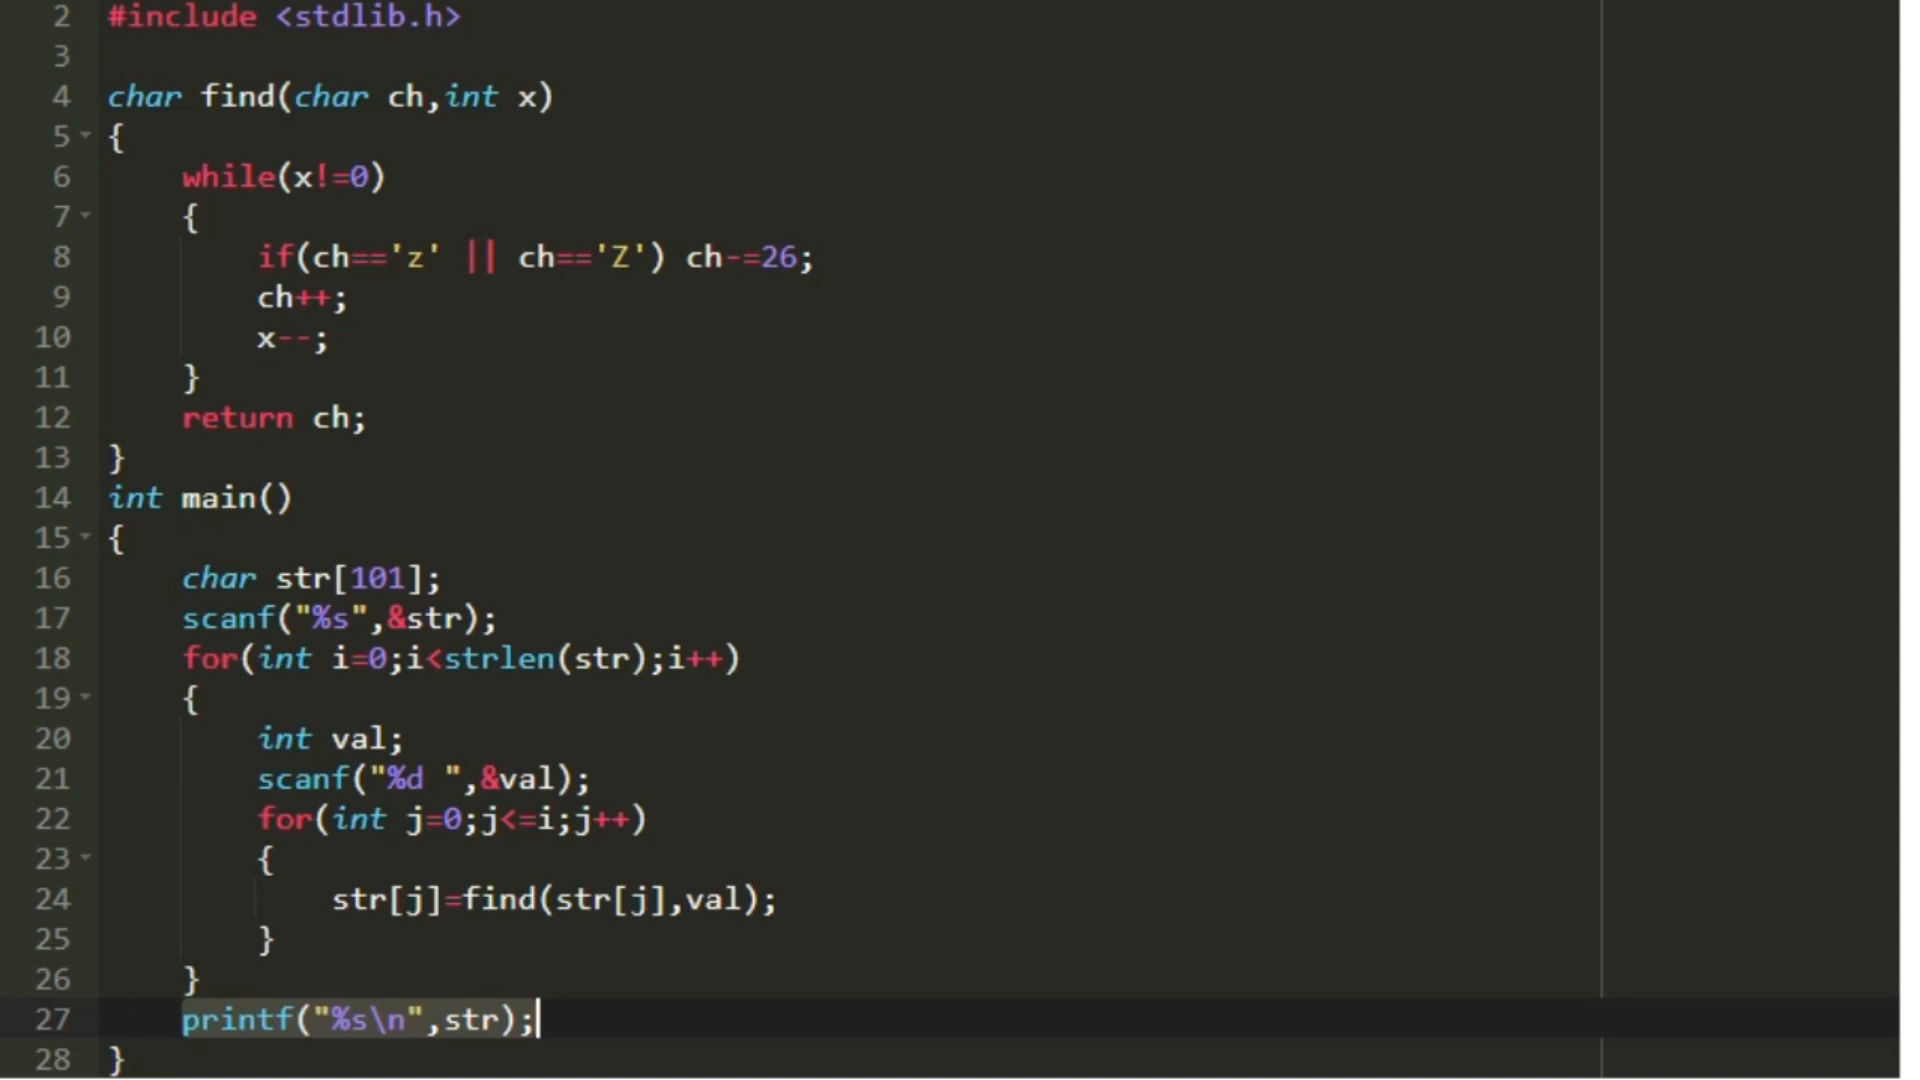 2 #include <stdlib.h>
3
4 char find(char ch,int x)
5 {
6     while(x!=0)
7     {
8         if(ch=='z' || ch=='Z') ch-=26;
9         ch++;
10         x--;
11     }
12     return ch;
13 }
14 int main()
15 {
16     char str[101];
17     scanf("%s",&str);
18     for(int i=0;i<strlen(str);i++)
19     {
20         int val;
21         scanf("%d ",&val);
22         for(int j=0;j<=i;j++)
23         {
24             str[j]=find(str[j],val);
25         }
26     }
27     printf("%s\n",str);
28 }